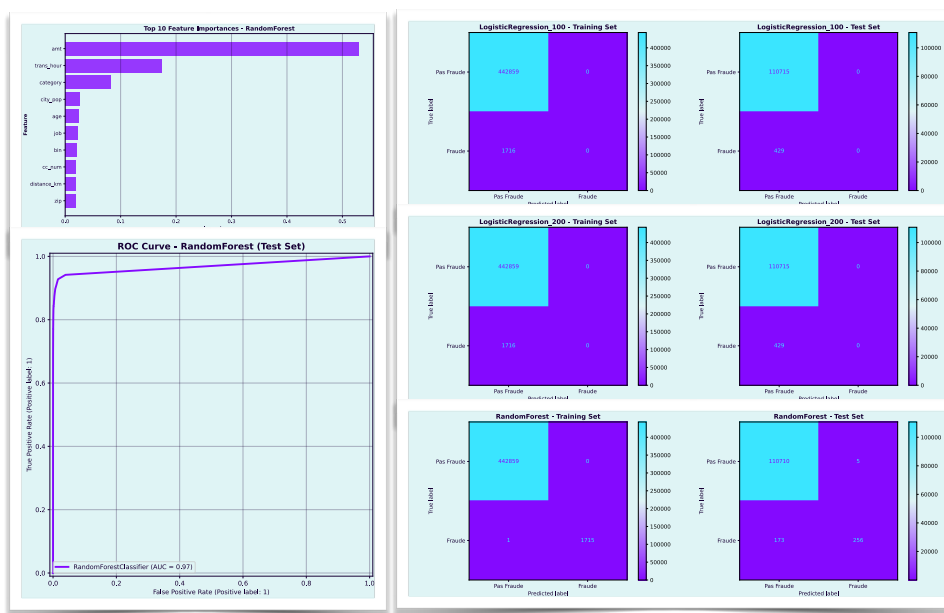 Top 10 Feature Importances - RandomForest
Feature
amt
trans_hour
category
city_pop
age
job
bin
cc_num
distance_km
zip
0.0 0.1 0.2 0.3 0.4 0.5
ROC Curve - RandomForest (Test Set)
True Positive Rate (Positive label: 1)
1.0
0.8
0.6
0.4
0.2
0.0
RandomForestClassifier (AUC = 0.97)
0.0 0.2 0.4 0.6 0.8 1.0
False Positive Rate (Positive label: 1)
LogisticRegression_100 - Training Set
True label
Pas Fraude
Fraude
442859 0
1716 0
Pas Fraude Fraude
Predicted label
400000
350000
300000
250000
200000
150000
100000
50000
0
LogisticRegression_100 - Test Set
True label
Pas Fraude
Fraude
110715 0
429 0
Pas Fraude Fraude
Predicted label
100000
80000
60000
40000
20000
0
LogisticRegression_200 - Training Set
True label
Pas Fraude
Fraude
442859 0
1716 0
Pas Fraude Fraude
Predicted label
400000
350000
300000
250000
200000
150000
100000
50000
0
LogisticRegression_200 - Test Set
True label
Pas Fraude
Fraude
110715 0
429 0
Pas Fraude Fraude
Predicted label
100000
80000
60000
40000
20000
0
RandomForest - Training Set
True label
Pas Fraude
Fraude
442859 0
1 1715
Pas Fraude Fraude
Predicted label
400000
350000
300000
250000
200000
150000
100000
50000
0
RandomForest - Test Set
True label
Pas Fraude
Fraude
110710 5
173 256
Pas Fraude Fraude
Predicted label
100000
80000
60000
40000
20000